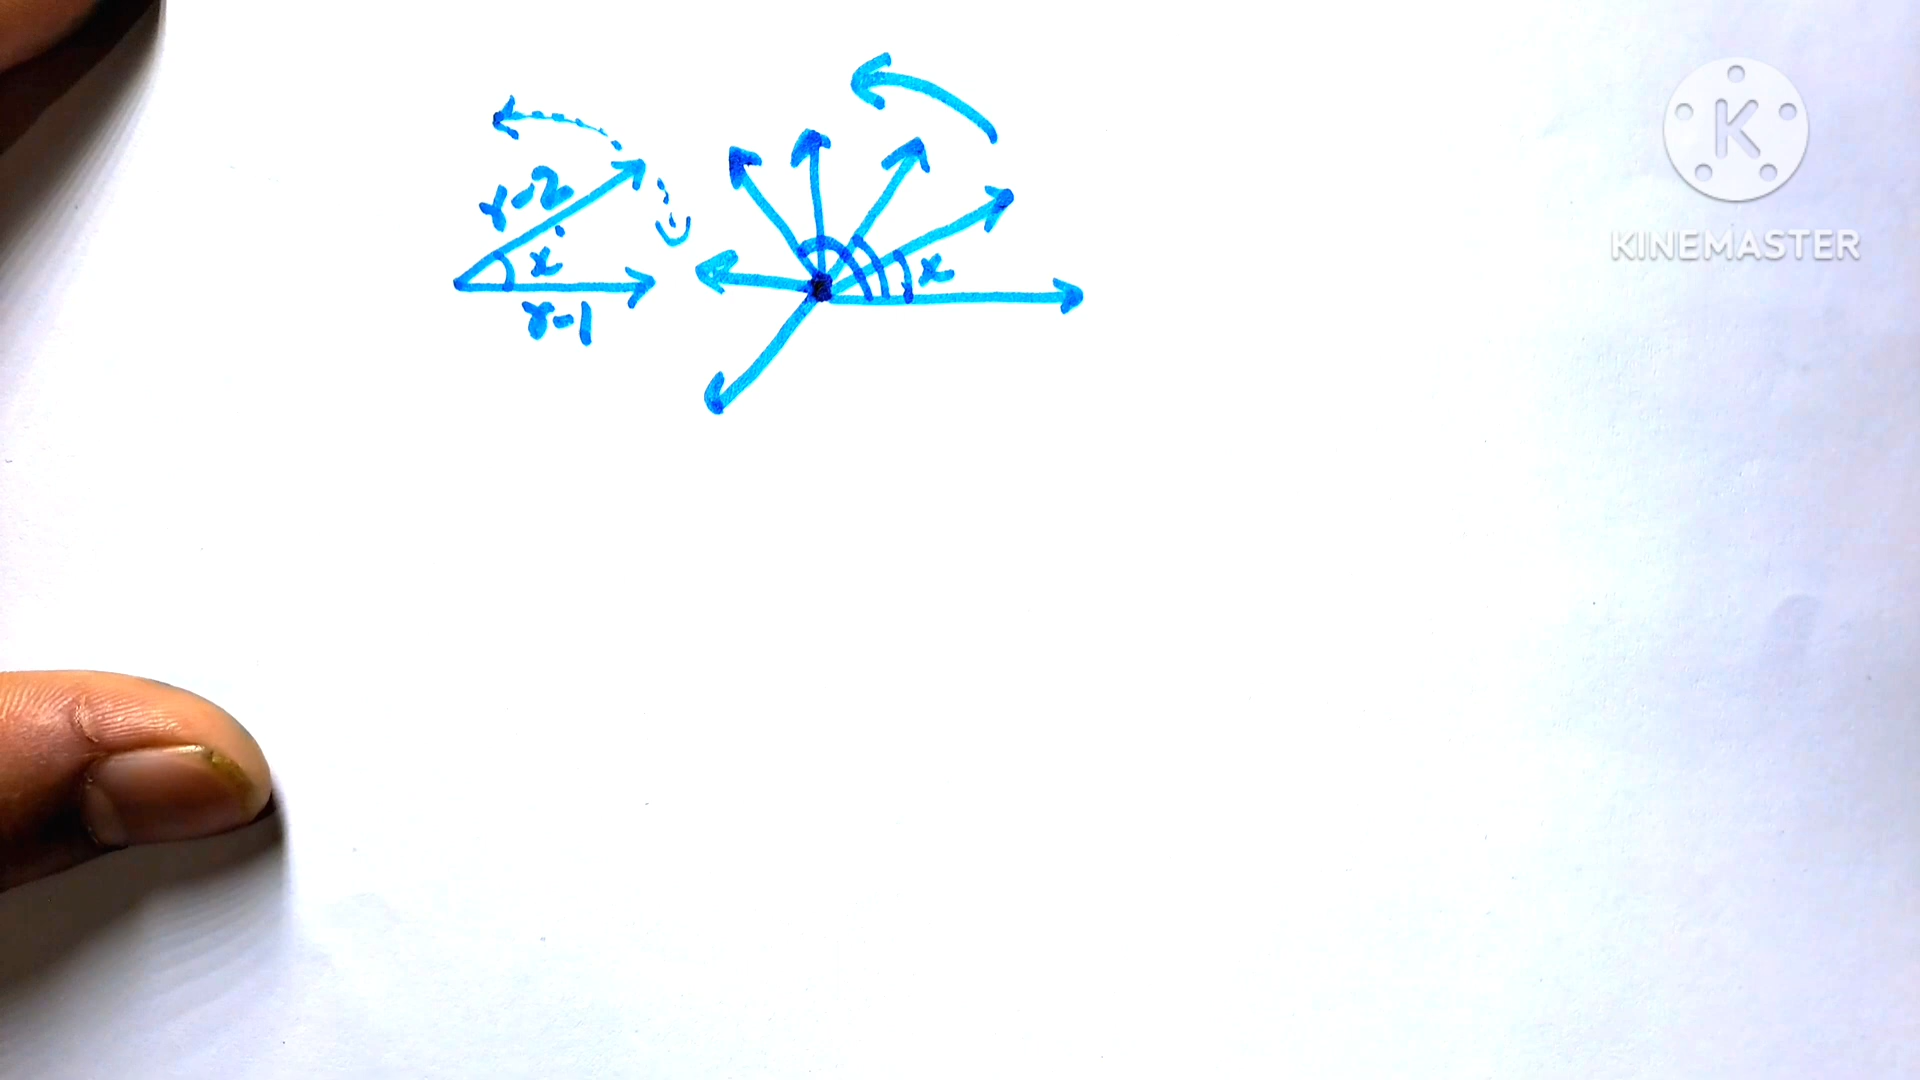 r-2
x
r-1
x
K
KINEMASTER